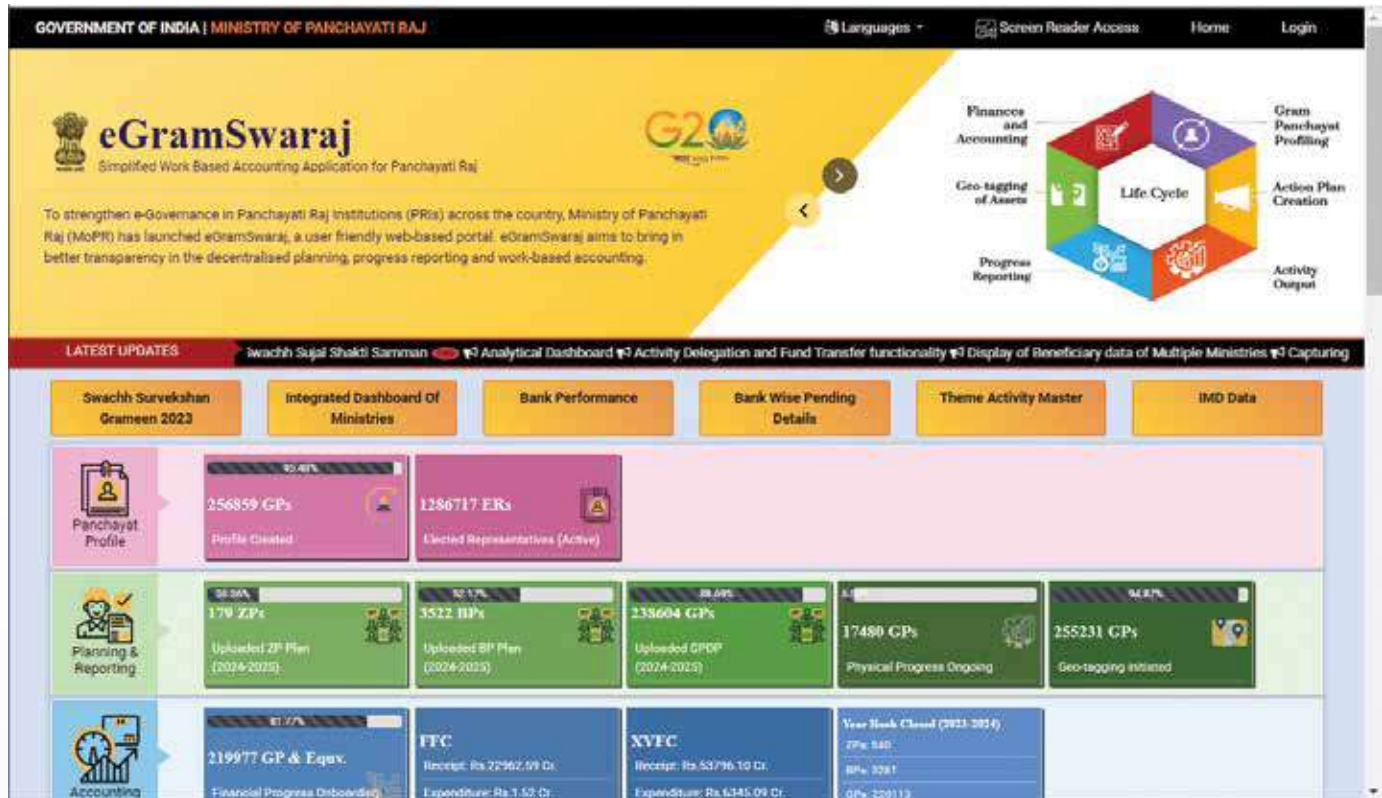 GOVERNMENT OF INDIA | MINISTRY OF PANCHAYATI RAJ
Languages
Screen Reader Access
Home
Login
eGramSwaraj
Simplified Work Based Accounting Application for Panchayati Raj
G20
To strengthen e-Governance in Panchayati Raj Institutions (PRIs) across the country, Ministry of Panchayati
Raj (MoPR) has launched eGramSwaraj, a user friendly web-based portal. eGramSwaraj aims to bring in
better transparency in the decentralised planning, progress reporting and work-based accounting.
Finances
and
Accounting
Gram
Panchayat
Profiling
Geo-tagging
of Assets
Life Cycle
Action Plan
Creation
Progress
Reporting
Activity
Output
LATEST UPDATES
Swachh Sujal Shakti Samman
Analytical Dashboard
Activity Delegation and Fund Transfer functionality
Display of Beneficiary data of Multiple Ministries
Capturing
Swachh Survekshan
Grameen 2023
Integrated Dashboard Of
Ministries
Bank Performance
Bank Wise Pending
Details
Theme Activity Master
IMD Data
Panchayat
Profile
256859 GPs
Profile Created
1286717 ERs
Elected Representatives (Active)
Planning &
Reporting
179 ZPs
Uploaded ZP Plan
(2024-2025)
52.17%
3522 BPs
Uploaded BP Plan
(2024-2025)
238604 GPs
Uploaded GPDP
(2024-2025)
17480 GPs
Physical Progress Ongoing
94.87%
255231 GPs
Geo-tagging initiated
Accounting
81.77%
219977 GP & Equv.
Financial Progress Onboarding
FFC
Receipt: Rs.22962.59 Cr.
Expenditure: Rs.1.52 Cr.
XVFC
Receipt: Rs.53796.10 Cr.
Expenditure: Rs.6345.09 Cr.
Year Book Closed (2023-2024)
ZPs: 540
BPs: 3261
GPs: 220113